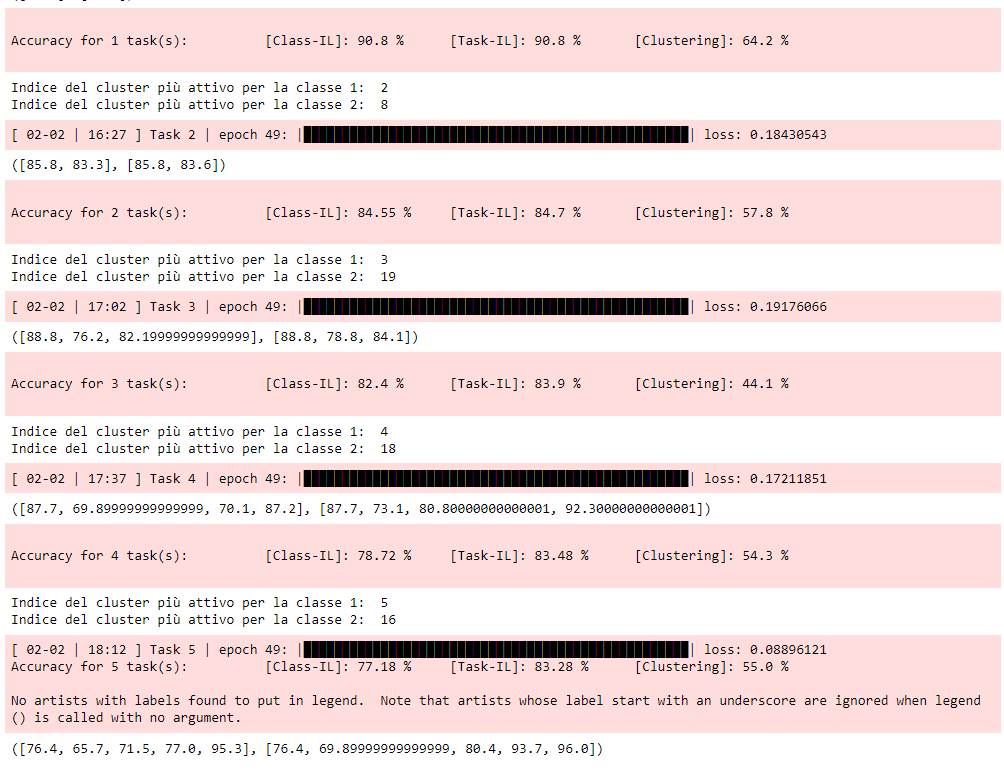 Accuracy for 1 task(s): [Class-IL]: 90.8 % [Task-IL]: 90.8 % [Clustering]: 64.2 %
Indice del cluster più attivo per la classe 1: 2
Indice del cluster più attivo per la classe 2: 8
[ 02-02 | 16:27 ] Task 2 | epoch 49: | | loss: 0.18430543
([85.8, 83.3], [85.8, 83.6])
Accuracy for 2 task(s): [Class-IL]: 84.55 % [Task-IL]: 84.7 % [Clustering]: 57.8 %
Indice del cluster più attivo per la classe 1: 3
Indice del cluster più attivo per la classe 2: 19
[ 02-02 | 17:02 ] Task 3 | epoch 49: | | loss: 0.19176066
([88.8, 76.2, 82.19999999999999], [88.8, 78.8, 84.1])
Accuracy for 3 task(s): [Class-IL]: 82.4 % [Task-IL]: 83.9 % [Clustering]: 44.1 %
Indice del cluster più attivo per la classe 1: 4
Indice del cluster più attivo per la classe 2: 18
[ 02-02 | 17:37 ] Task 4 | epoch 49: | | loss: 0.17211851
([87.7, 69.89999999999999, 70.1, 87.2], [87.7, 73.1, 80.80000000000001, 92.30000000000001])
Accuracy for 4 task(s): [Class-IL]: 78.72 % [Task-IL]: 83.48 % [Clustering]: 54.3 %
Indice del cluster più attivo per la classe 1: 5
Indice del cluster più attivo per la classe 2: 16
[ 02-02 | 18:12 ] Task 5 | epoch 49: | | loss: 0.08896121
Accuracy for 5 task(s): [Class-IL]: 77.18 % [Task-IL]: 83.28 % [Clustering]: 55.0 %
No artists with labels found to put in legend. Note that artists whose label start with an underscore are ignored when legend
() is called with no argument.
([76.4, 65.7, 71.5, 77.0, 95.3], [76.4, 69.89999999999999, 80.4, 93.7, 96.0])